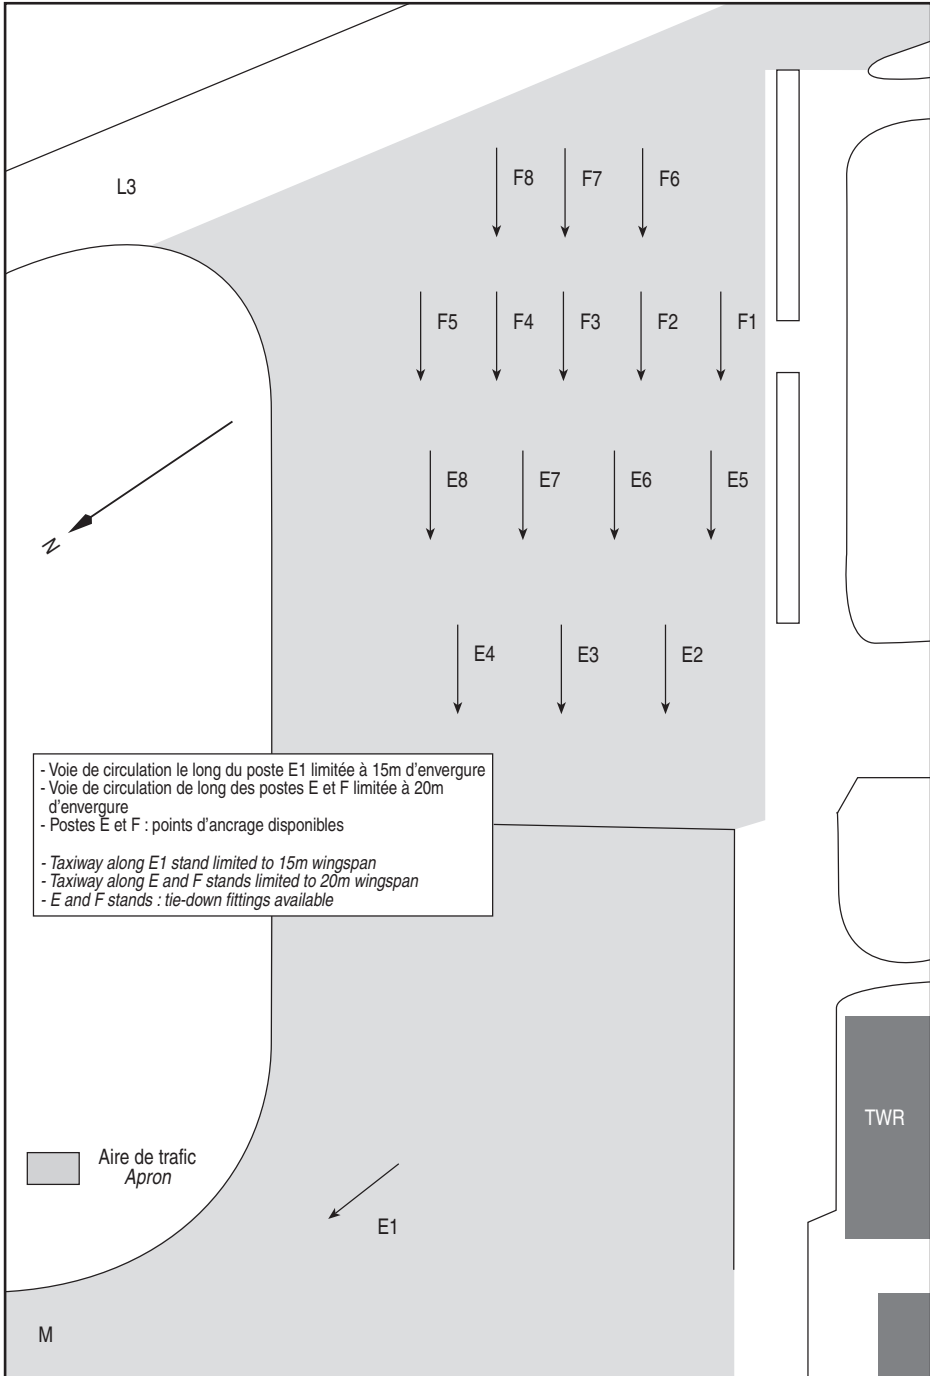 L3
F8 F7 F6
F5 F4 F3 F2 F1
E8 E7 E6 E5
N
E4 E3 E2
- Voie de circulation le long du poste E1 limitée à 15m d'envergure
- Voie de circulation de long des postes E et F limitée à 20m
d'envergure
- Postes E et F : points d'ancrage disponibles
- Taxiway along E1 stand limited to 15m wingspan
- Taxiway along E and F stands limited to 20m wingspan
- E and F stands : tie-down fittings available
TWR
Aire de trafic
Apron
E1
M